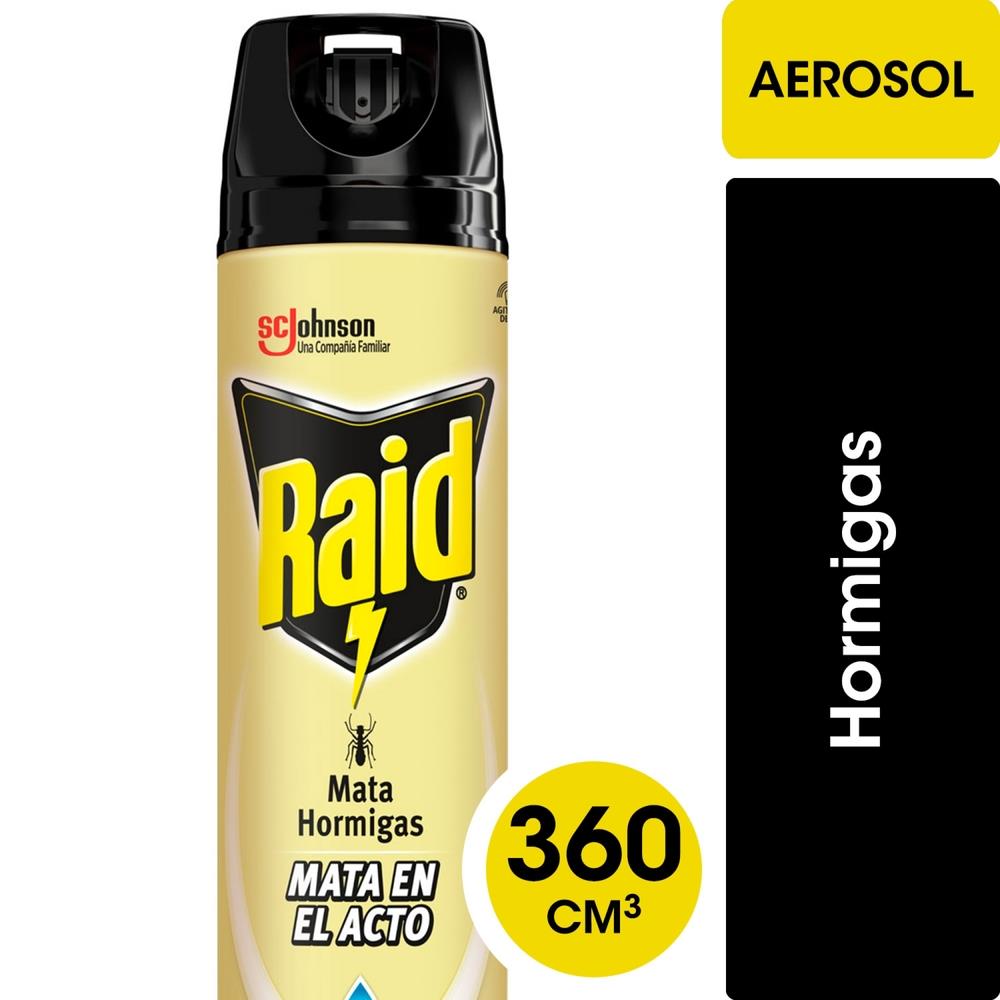 AEROSOL
SCJohnson
Una Compañía Familiar
Raid®
Mata
Hormigas
MATA EN
EL ACTO
360
CM³
Hormigas